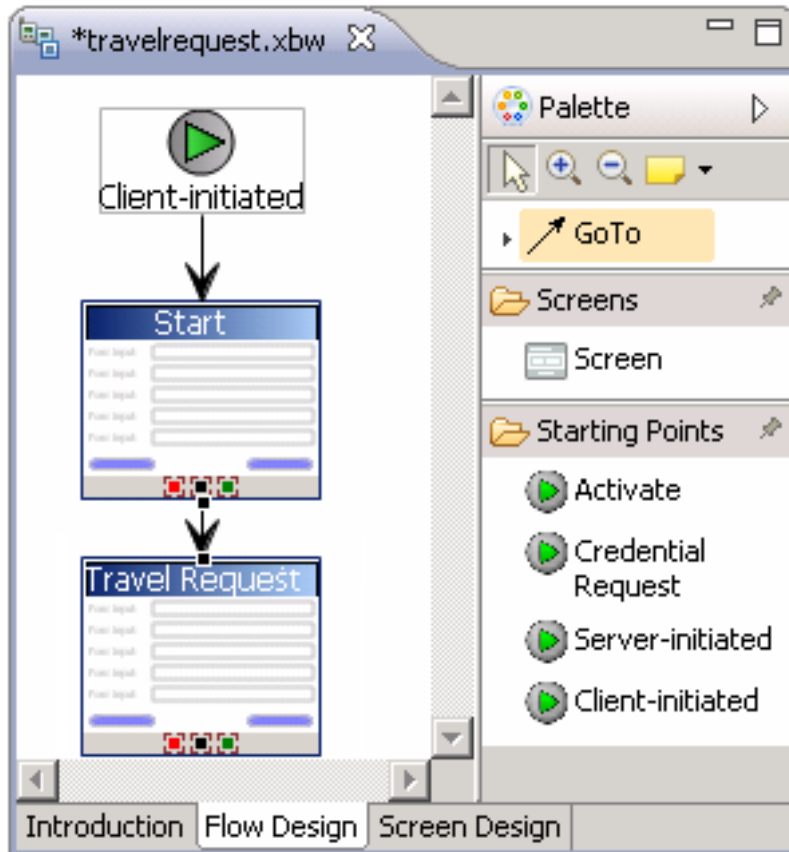 *travelrequest.xbw
Client-initiated
Start
Travel Request
Palette
GoTo
Screens
Screen
Starting Points
Activate
Credential
Request
Server-initiated
Client-initiated
Introduction
Flow Design
Screen Design